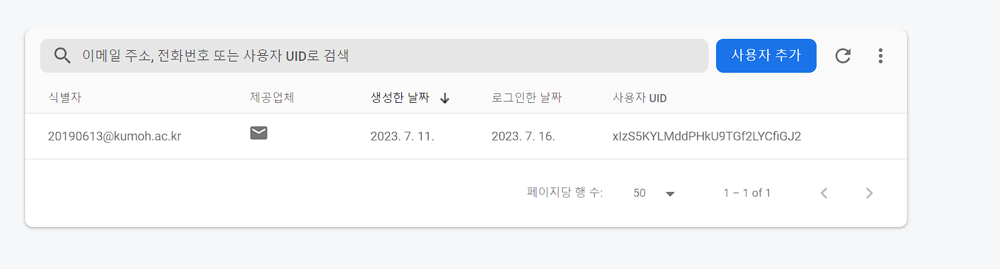 이메일 주소, 전화번호 또는 사용자 UID로 검색 사용자 추가
식별자 제공업체 생성한 날짜 로그인한 날짜 사용자 UID
20190613@kumoh.ac.kr 2023. 7. 11. 2023. 7. 16. xIzS5KYLMddPHkU9TGf2LYCfiGJ2
페이지당 행 수: 50 1 – 1 of 1